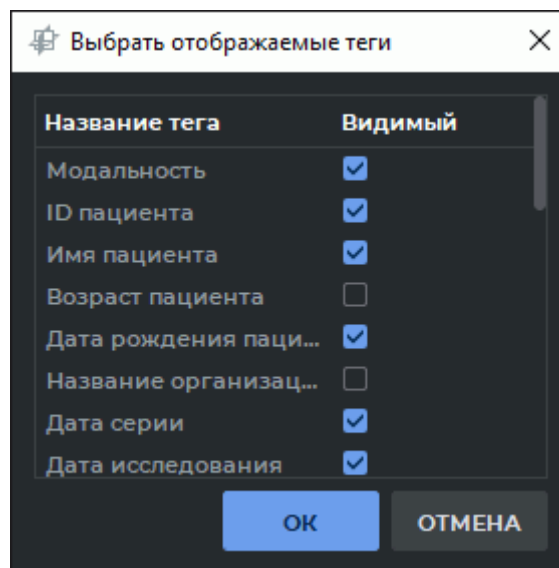 Выбрать отображаемые теги
Название тега Видимый
Модальность
ID пациента
Имя пациента
Возраст пациента
Дата рождения паци...
Название организац...
Дата серии
Дата исследования
ОК ОТМЕНА